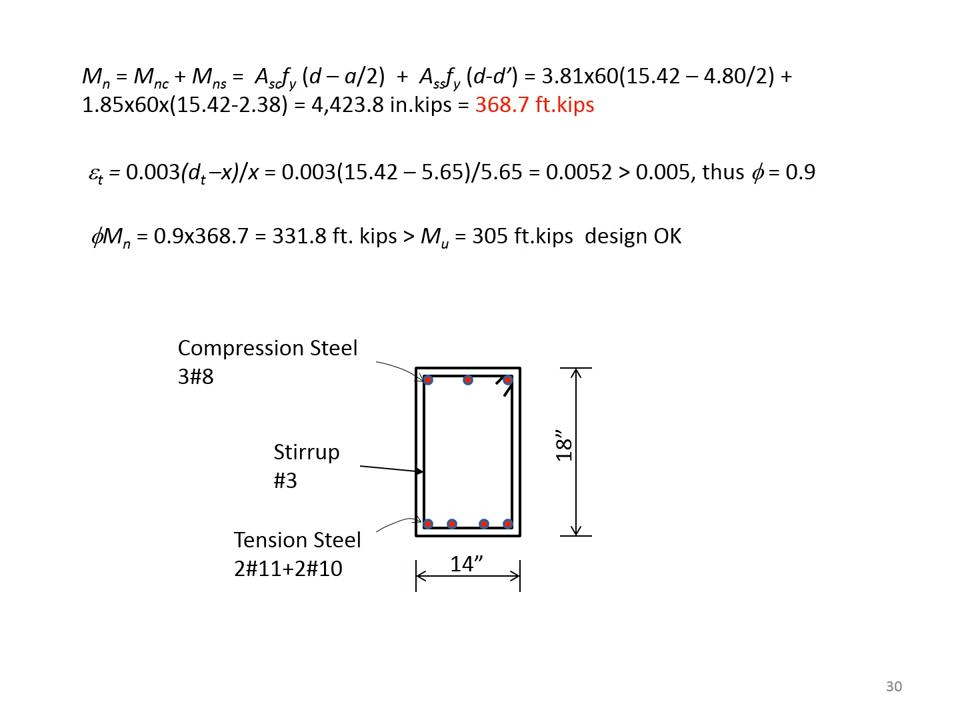 Mn = Mnc + Mns = Ascfy (d – a/2) + Assfy (d-d’) = 3.81x60(15.42 – 4.80/2) +
1.85x60x(15.42-2.38) = 4,423.8 in.kips = 368.7 ft.kips
εt = 0.003(dt –x)/x = 0.003(15.42 – 5.65)/5.65 = 0.0052 > 0.005, thus ϕ = 0.9
ϕMn = 0.9x368.7 = 331.8 ft. kips > Mu = 305 ft.kips design OK
Compression Steel
3#8
Stirrup
#3
18”
Tension Steel
2#11+2#10
14”
30